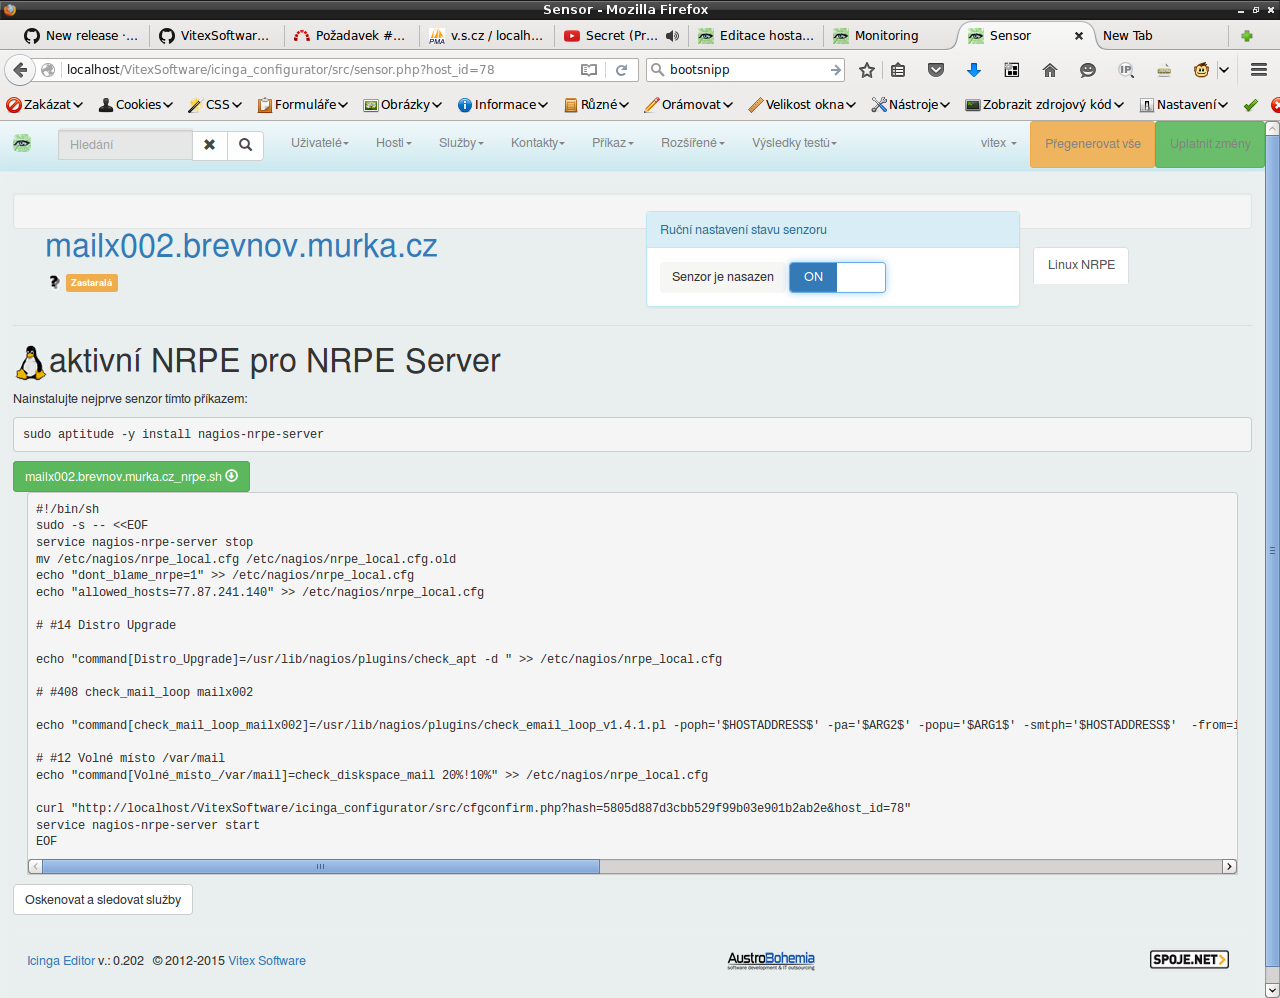 Sensor - Mozilla Firefox
New release ·...
VitexSoftwar...
Požadavek #...
v.s.cz / localh...
Secret (Pr...
Editace hosta...
Monitoring
Sensor
New Tab
localhost/VitexSoftware/icinga_configurator/src/sensor.php?host_id=78
bootsnipp
Zakázat
Cookies
CSS
Formuláře
Obrázky
Informace
Různé
Orámovat
Velikost okna
Nástroje
Zobrazit zdrojový kód
Nastavení
Hledání
Uživatelé
Hosti
Služby
Kontakty
Příkaz
Rozšířené
Výsledky testů
vitex
Přegenerovat vše
Uplatnit změny
mailx002.brevnov.murka.cz
Zastaralá
Ruční nastavení stavu senzoru
Senzor je nasazen
ON
Linux NRPE
aktivní NRPE pro NRPE Server
Nainstalujte nejprve senzor tímto příkazem:
sudo aptitude -y install nagios-nrpe-server
mailx002.brevnov.murka.cz_nrpe.sh
#!/bin/sh
sudo -s -- <<EOF
service nagios-nrpe-server stop
mv /etc/nagios/nrpe_local.cfg /etc/nagios/nrpe_local.cfg.old
echo "dont_blame_nrpe=1" >> /etc/nagios/nrpe_local.cfg
echo "allowed_hosts=77.87.241.140" >> /etc/nagios/nrpe_local.cfg
# #14 Distro Upgrade
echo "command[Distro_Upgrade]=/usr/lib/nagios/plugins/check_apt -d " >> /etc/nagios/nrpe_local.cfg
# #408 check_mail_loop mailx002
echo "command[check_mail_loop_mailx002]=/usr/lib/nagios/plugins/check_email_loop_v1.4.1.pl -poph='$HOSTADDRESS$' -pa='$ARG2$' -popu='$ARG1$' -smtph='$HOSTADDRESS$'  -from=i
# #12 Volné místo /var/mail
echo "command[Volné_místo_/var/mail]=check_diskspace_mail 20%!10%" >> /etc/nagios/nrpe_local.cfg
curl "http://localhost/VitexSoftware/icinga_configurator/src/cfgconfirm.php?hash=5805d887d3cbb529f99b03e901b2ab2e&host_id=78"
service nagios-nrpe-server start
EOF
Oskenovat a sledovat služby
Icinga Editor v.: 0.202   © 2012-2015 Vitex Software
AustroBohemia
software development & IT outsourcing
SPOJE.NET